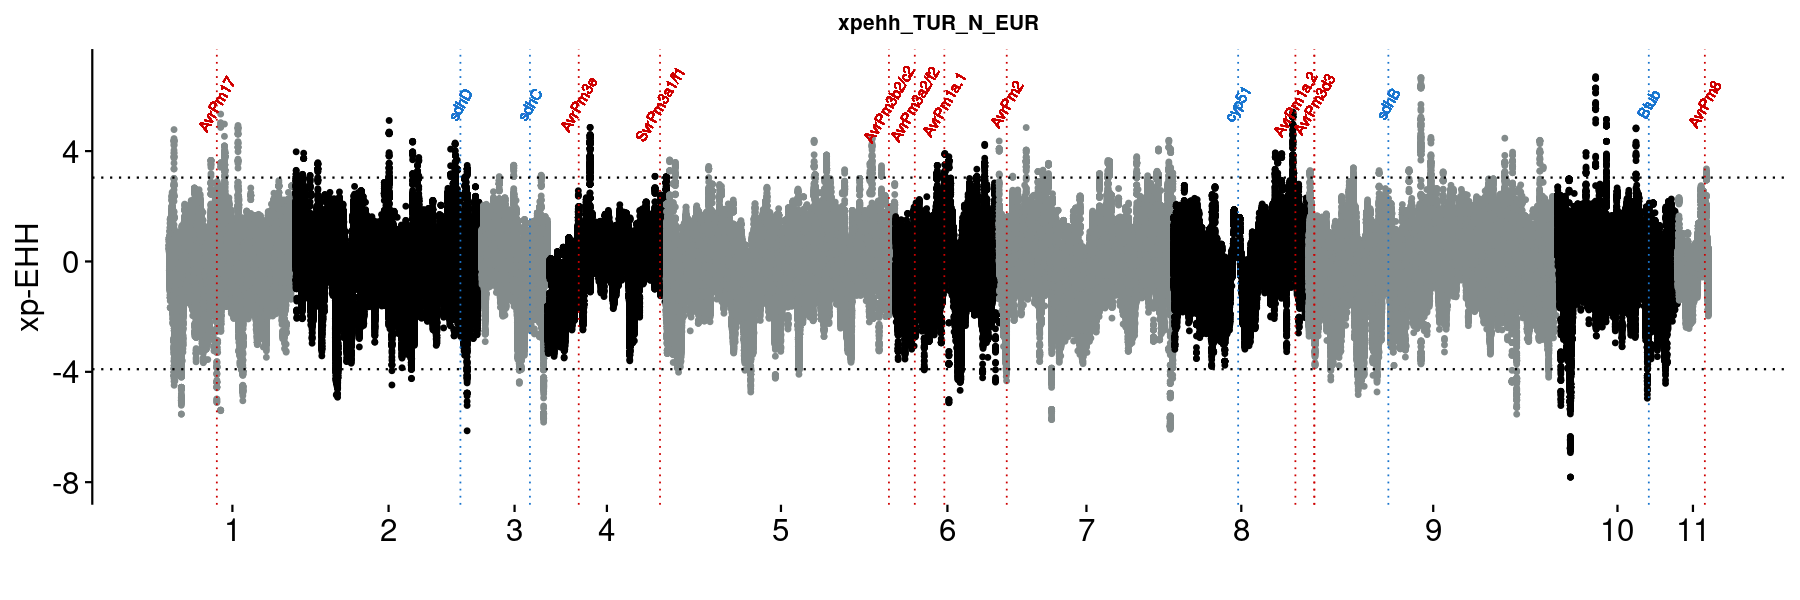 xpehh_TUR_N_EUR
AvrPm17
sdhD
sdhC
AvrPm3e
SvrPm3a1/f1
AvrPm3b2/c2
AvrPm3a2/f2
AvrPm1a.1
AvrPm2
cyp51
AvrPm1a.2
AvrPm3d3
sdhB
Btub
AvrPm8
xp-EHH
4
0
-4
-8
1 2 3 4 5 6 7 8 9 10 11